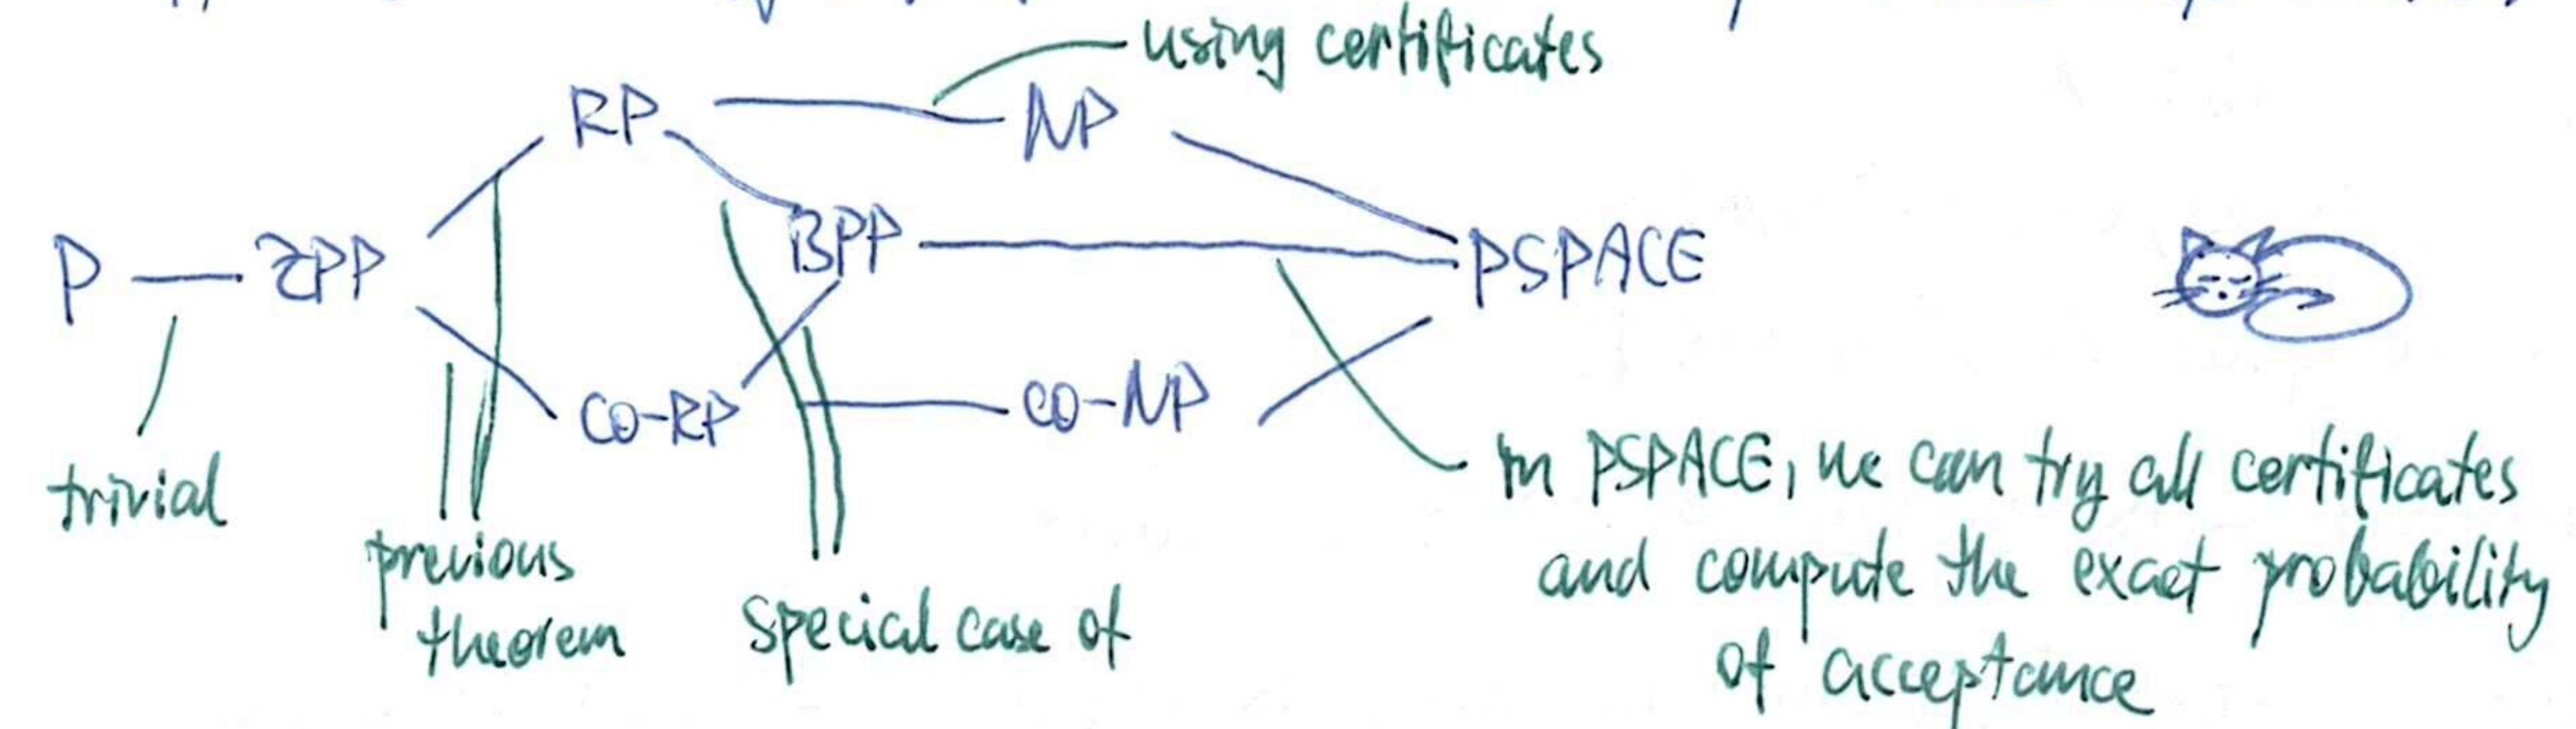 using certificates
RP NP
BPP
P ZPP PSPACE
co-RP co-NP
trivial
previous
theorem
special case of
In PSPACE, we can try all certificates
and compute the exact probability
of acceptance